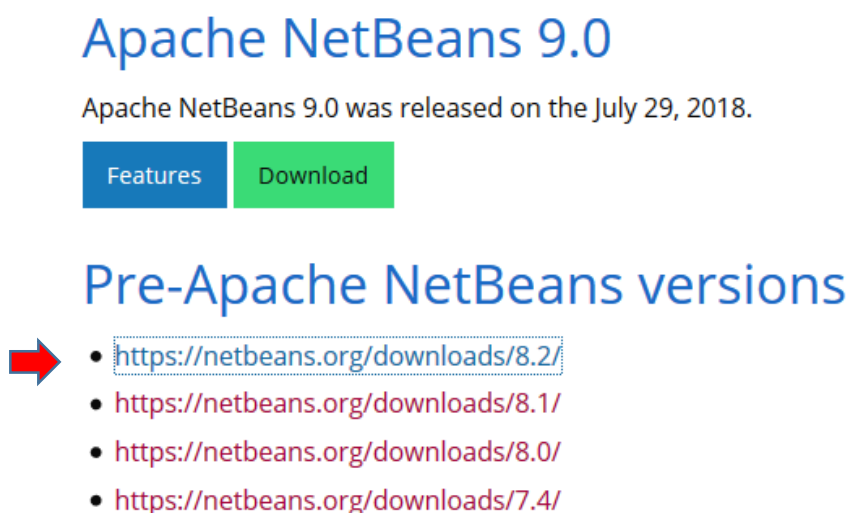 Apache NetBeans 9.0
Apache NetBeans 9.0 was released on the July 29, 2018.
Features Download
Pre-Apache NetBeans versions
https://netbeans.org/downloads/8.2/
https://netbeans.org/downloads/8.1/
https://netbeans.org/downloads/8.0/
https://netbeans.org/downloads/7.4/